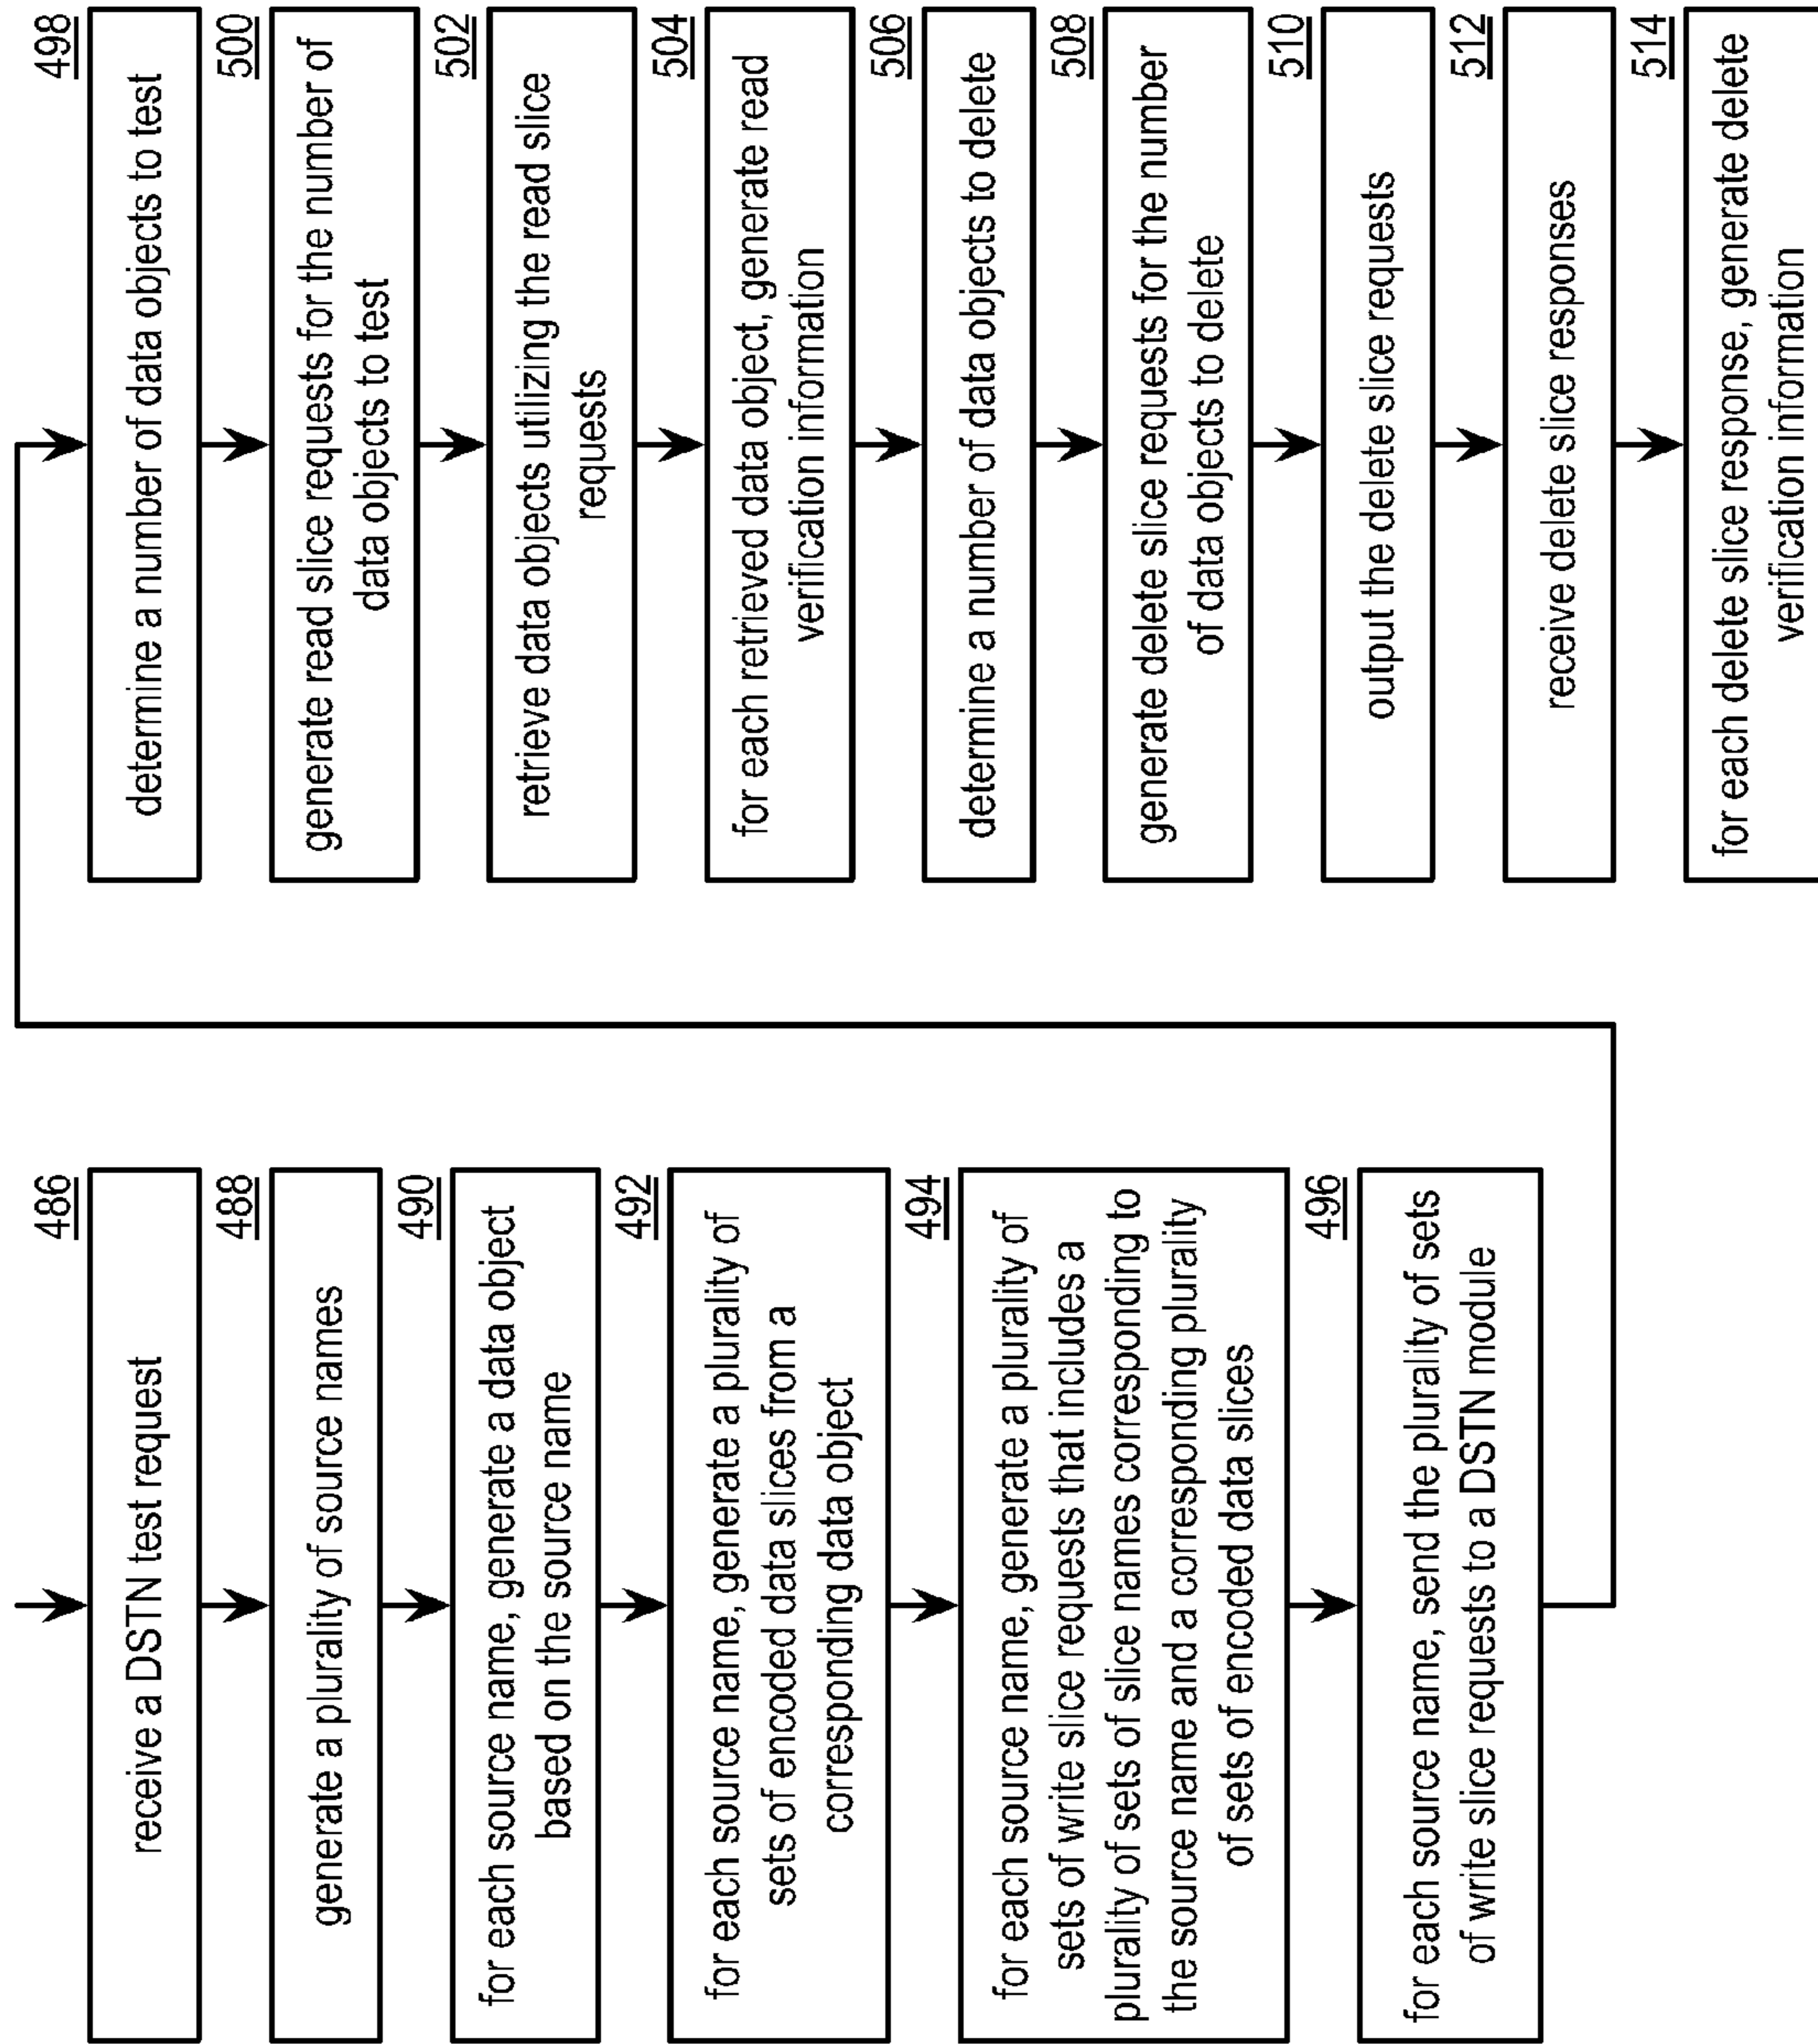 486
receive a DSTN test request
488
generate a plurality of source names
490
for each source name, generate a data object
based on the source name
492
for each source name, generate a plurality of
sets of encoded data slices from a
corresponding data object
494
for each source name, generate a plurality of
sets of write slice requests that includes a
plurality of sets of slice names corresponding to
the source name and a corresponding plurality
of sets of encoded data slices
496
for each source name, send the plurality of sets
of write slice requests to a DSTN module
498
determine a number of data objects to test
500
generate read slice requests for the number of
data objects to test
502
retrieve data objects utilizing the read slice
requests
504
for each retrieved data object, generate read
verification information
506
determine a number of data objects to delete
508
generate delete slice requests for the number
of data objects to delete
510
output the delete slice requests
512
receive delete slice responses
514
for each delete slice response, generate delete
verification information